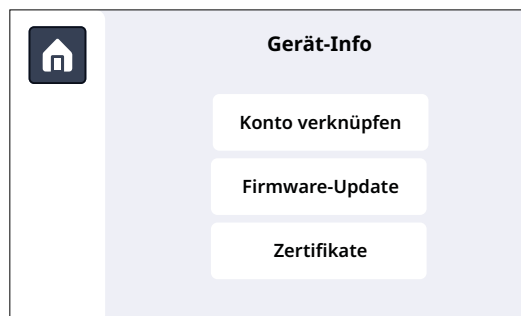 Gerät-Info
Konto verknüpfen
Firmware-Update
Zertifikate